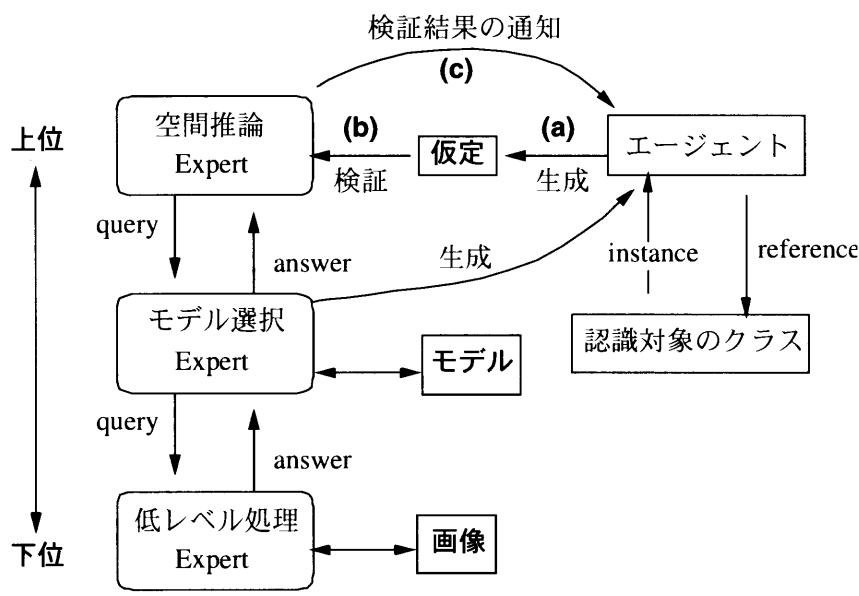 検証結果の通知
(c)
上位
空間推論
Expert
(b)
検証
仮定
(a)
生成
エージェント
query
answer
生成
instance
reference
モデル選択
Expert
モデル
認識対象のクラス
query
answer
低レベル処理
Expert
画像
下位